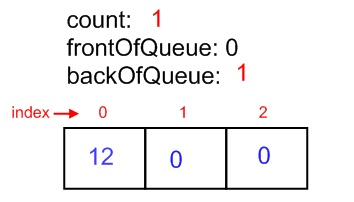 count: 1
frontOfQueue: 0
backOfQueue: 1
index 0 1 2
12 0 0